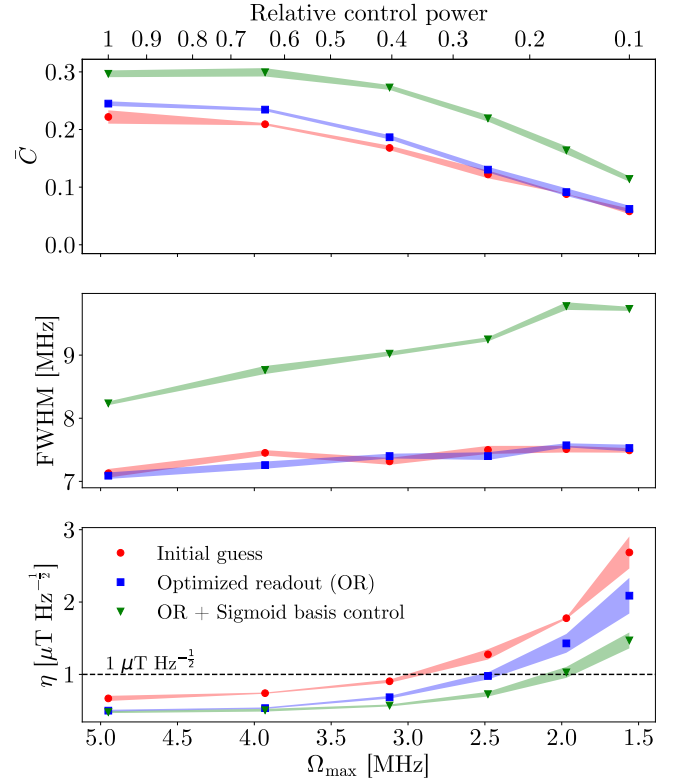 Relative control power
1 0.9 0.8 0.7 0.6 0.5 0.4 0.3 0.2 0.1
0.3
0.2
0.1
0.0
C̄
9
8
7
FWHM [MHz]
3
2
1
η [μT Hz^{-1/2}]
Initial guess
Optimized readout (OR)
OR + Sigmoid basis control
1 μT Hz^{-1/2}
5.0 4.5 4.0 3.5 3.0 2.5 2.0 1.5
Ω_max [MHz]